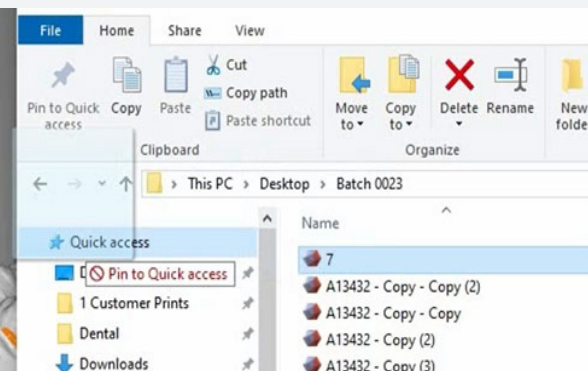 File Home Share View
Pin to Quick access
Copy
Paste
Cut
Copy path
Paste shortcut
Move to
Copy to
Delete
Rename
New
Clipboard
Organize
This PC > Desktop > Batch 0023
Name
Quick access
Pin to Quick access
1 Customer Prints
Dental
Downloads
7
A13432 - Copy - Copy (2)
A13432 - Copy - Copy
A13432 - Copy (2)
A13432 - Copy (3)